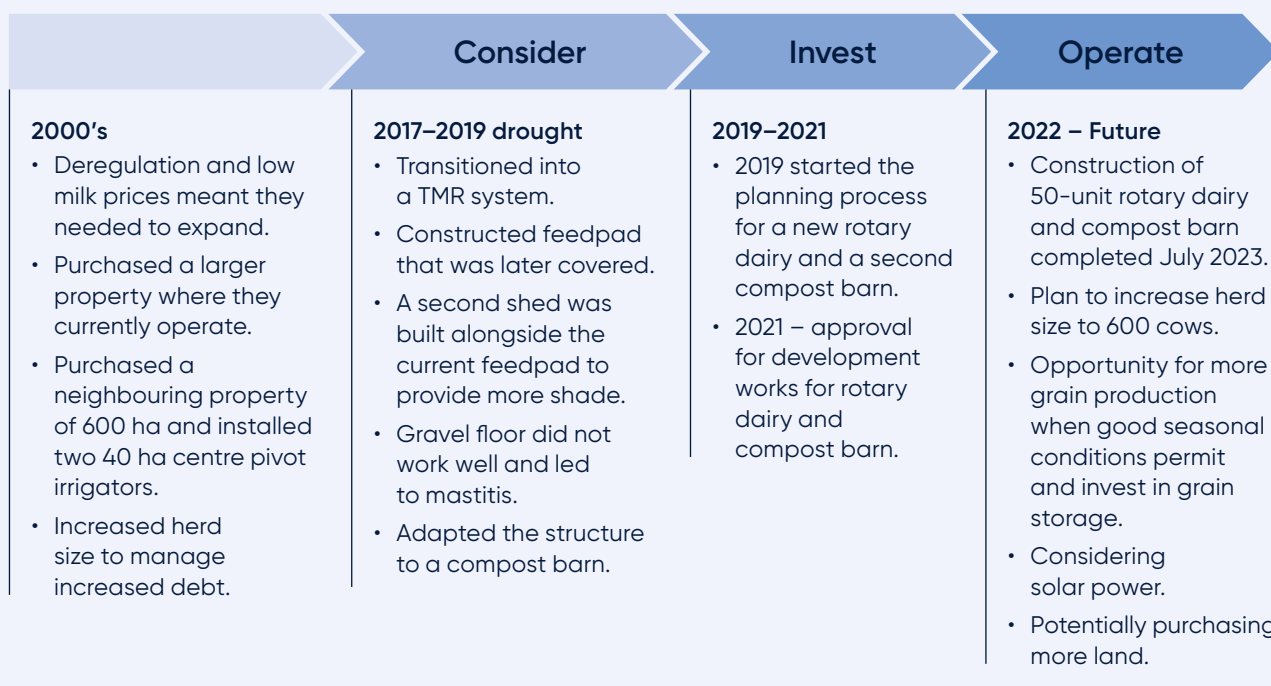 Consider
Invest
Operate
2000's
• Deregulation and low
milk prices meant they
needed to expand.
• Purchased a larger
property where they
currently operate.
• Purchased a
neighbouring property
of 600 ha and installed
two 40 ha centre pivot
irrigators.
• Increased herd
size to manage
increased debt.
2017–2019 drought
• Transitioned into
a TMR system.
• Constructed feedpad
that was later covered.
• A second shed was
built alongside the
current feedpad to
provide more shade.
• Gravel floor did not
work well and led
to mastitis.
• Adapted the structure
to a compost barn.
2019–2021
• 2019 started the
planning process
for a new rotary
dairy and a second
compost barn.
• 2021 – approval
for development
works for rotary
dairy and
compost barn.
2022 – Future
• Construction of
50-unit rotary dairy
and compost barn
completed July 2023.
• Plan to increase herd
size to 600 cows.
• Opportunity for more
grain production
when good seasonal
conditions permit
and invest in grain
storage.
• Considering
solar power.
• Potentially purchasing
more land.